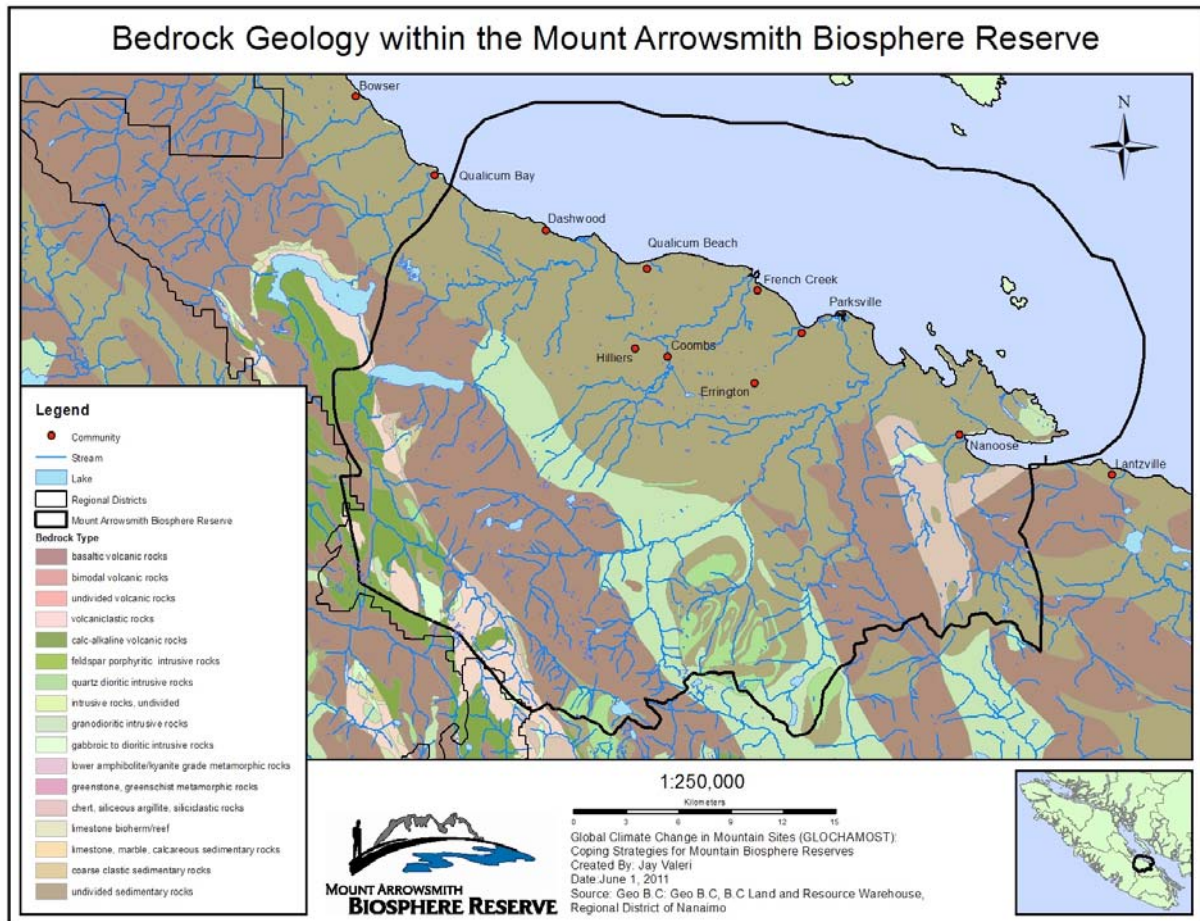 Bedrock Geology within the Mount Arrowsmith Biosphere Reserve
Bowser
N
Qualicum Bay
Dashwood
Qualicum Beach
French Creek
Parksville
Hilliers
Coombs
Errington
Nanoose
Lantzville
Legend
Community
Stream
Lake
Regional Districts
Mount Arrowsmith Biosphere Reserve
Bedrock Type
basaltic volcanic rocks
bimodal volcanic rocks
undivided volcanic rocks
volcaniclastic rocks
calc-alkaline volcanic rocks
feldspar porphyritic intrusive rocks
quartz dioritic intrusive rocks
intrusive rocks, undivided
granodioritic intrusive rocks
gabbroic to dioritic intrusive rocks
lower amphibolite/kyanite grade metamorphic rocks
greenstone, greenschist metamorphic rocks
chert, siliceous argillite, siliciclastic rocks
limestone bioherm/reef
limestone, marble, calcareous sedimentary rocks
coarse clastic sedimentary rocks
undivided sedimentary rocks
MOUNT ARROWSMITH
BIOSPHERE RESERVE
1:250,000
Kilometers
0 3 6 9 12 15
Global Climate Change in Mountain Sites (GLOCHAMOST):
Coping Strategies for Mountain Biosphere Reserves
Created By: Jay Valeri
Date:June 1, 2011
Source: Geo B.C: Geo B.C, B.C Land and Resource Warehouse,
Regional District of Nanaimo